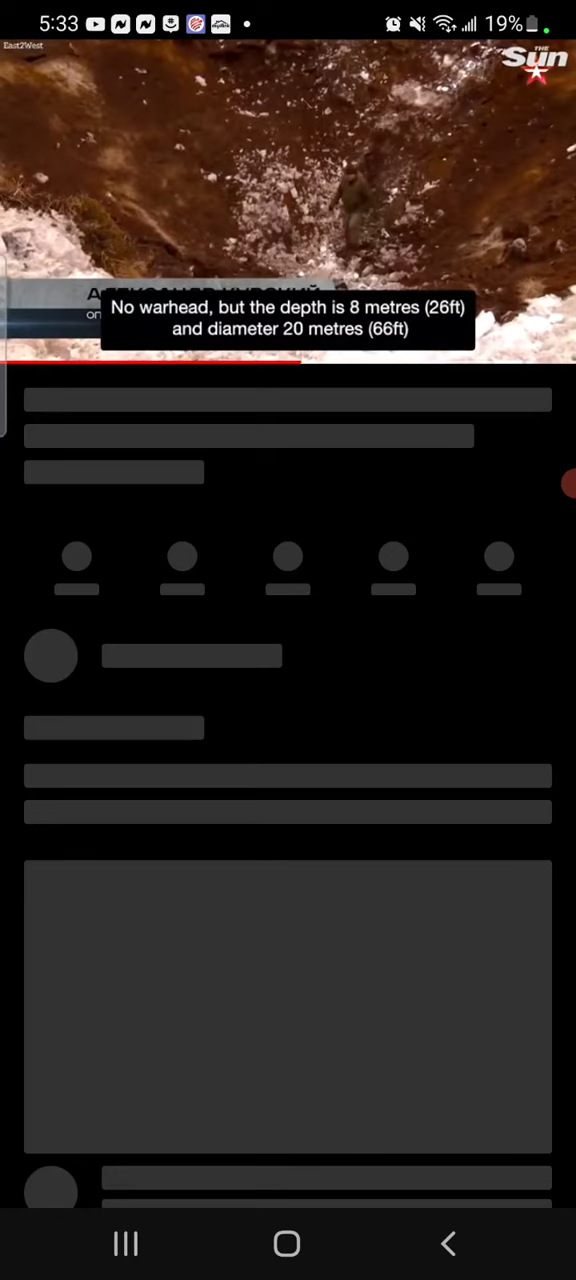 5:33
19%
East2West
THE
Sun
No warhead, but the depth is 8 metres (26ft)
and diameter 20 metres (66ft)